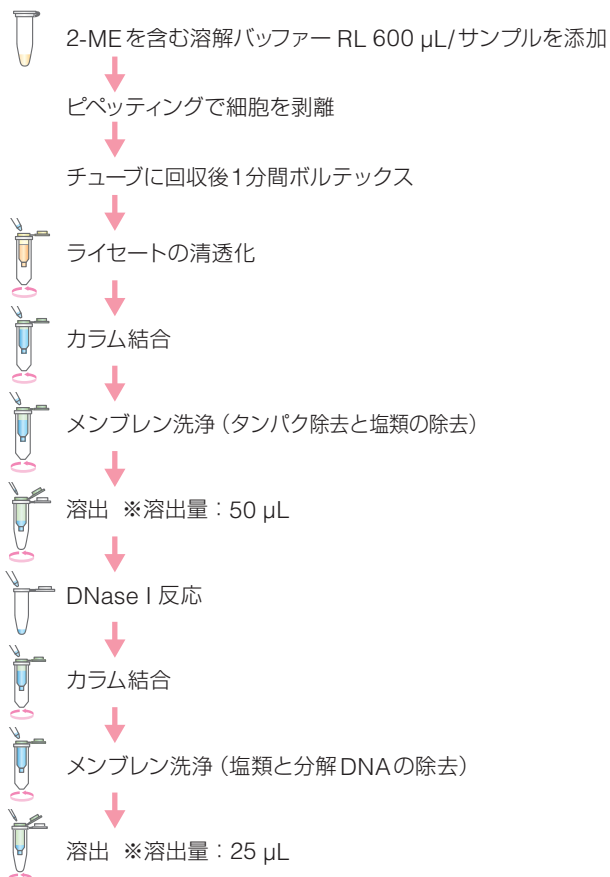 2-MEを含む溶解バッファー RL 600 µL/サンプルを添加
ピペッティングで細胞を剥離
チューブに回収後1分間ボルテックス
ライセートの清透化
カラム結合
メンブレン洗浄（タンパク除去と塩類の除去）
溶出 ※溶出量：50 µL
DNase I 反応
カラム結合
メンブレン洗浄（塩類と分解DNAの除去）
溶出 ※溶出量：25 µL